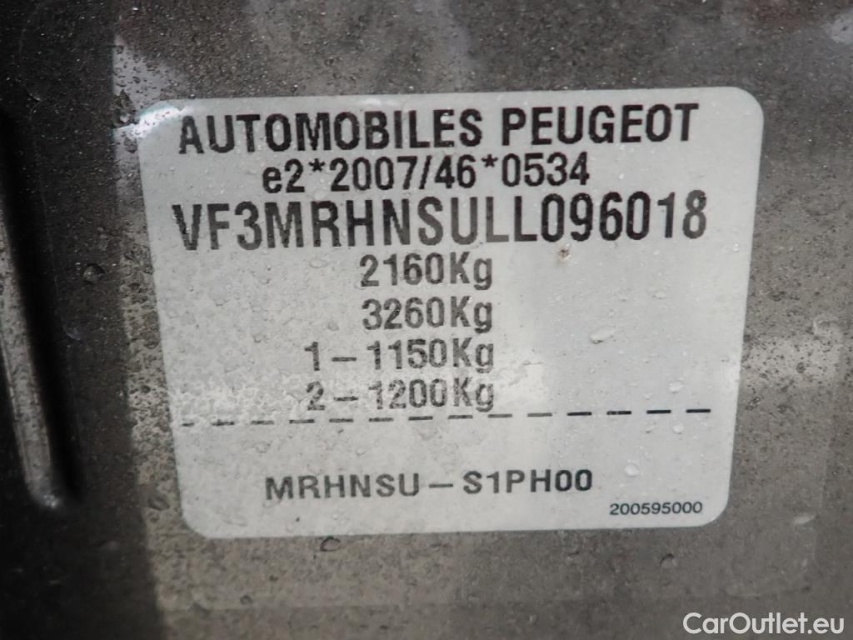 AUTOMOBILES PEUGEOT
e2*2007/46*0534
VF3MRHNSULL096018
2160Kg
3260Kg
1-1150Kg
2-1200Kg
MRHNSU-S1PH00
200595000
CarOutlet.eu